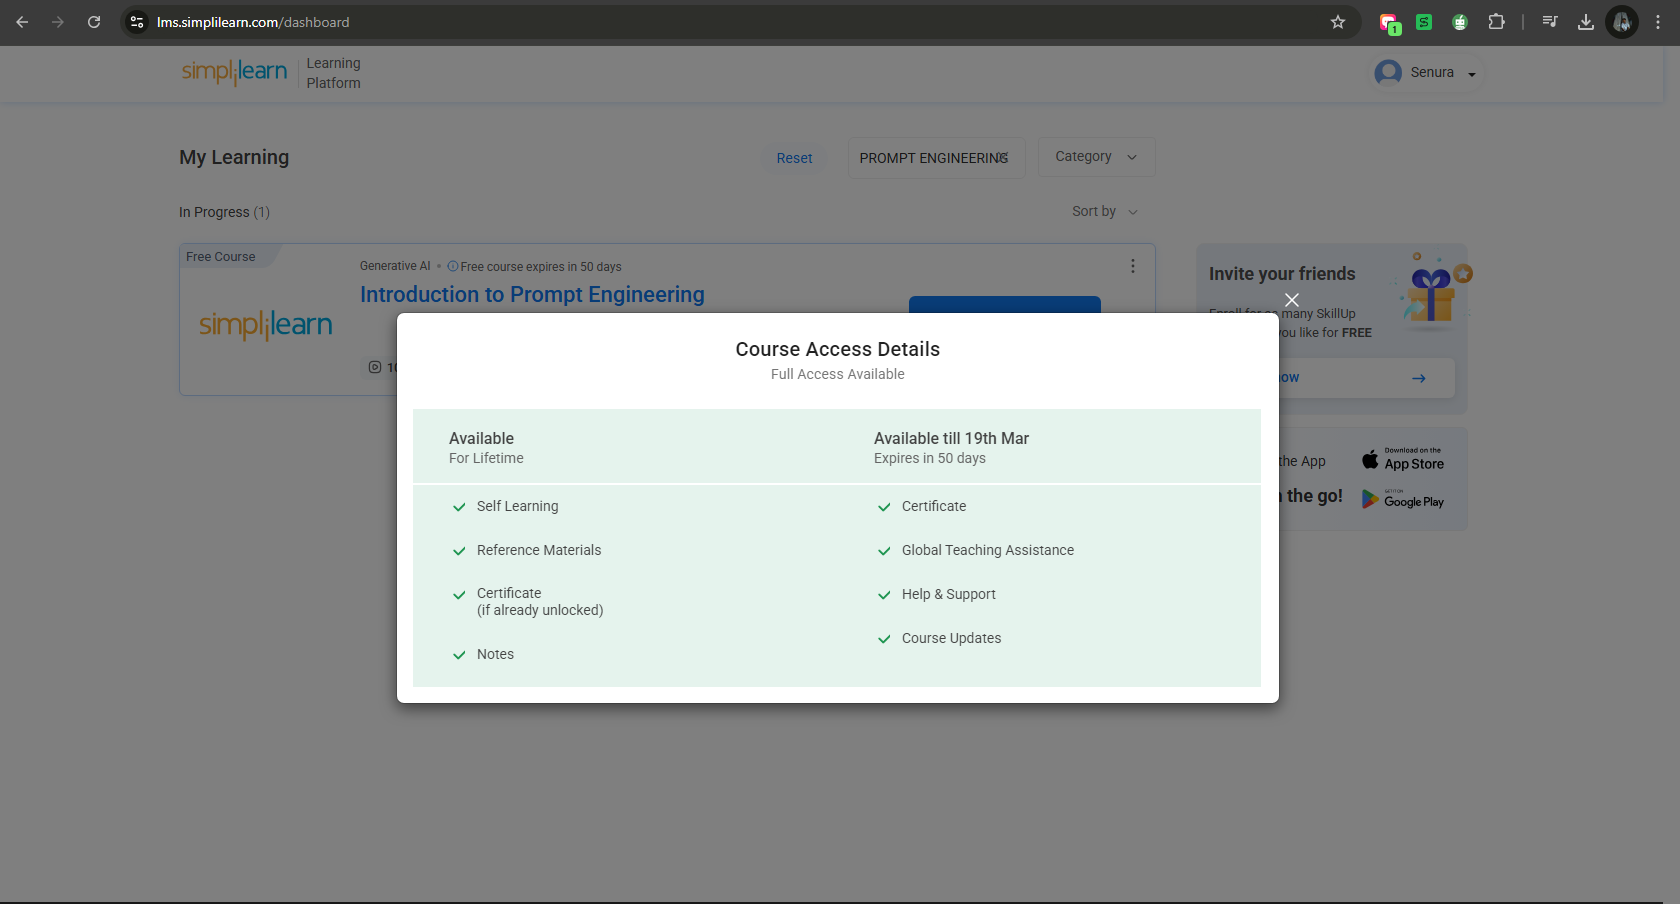 lms.simplilearn.com/dashboard
1
simplilearn
Learning
Platform
Senura
My Learning
Reset
PROMPT ENGINEERING
Category
In Progress (1)
Sort by
Free Course
Generative AI • Free course expires in 50 days
Introduction to Prompt Engineering
simplilearn
Invite your friends
many SkillUp
you like for FREE
the App
the go!
Download on the
App Store
GET IT ON
Google Play
Course Access Details
Full Access Available
Available
For Lifetime
Available till 19th Mar
Expires in 50 days
Self Learning
Reference Materials
Certificate
(if already unlocked)
Notes
Certificate
Global Teaching Assistance
Help & Support
Course Updates